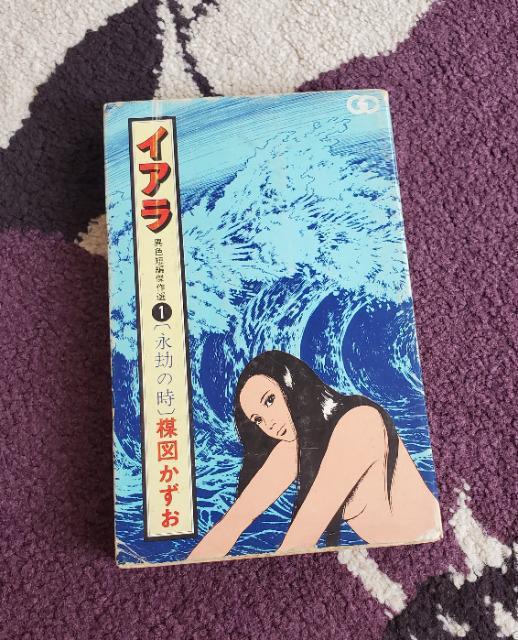 イアラ
異色短編傑作選❶
〔永劫の時〕
楳図かずお